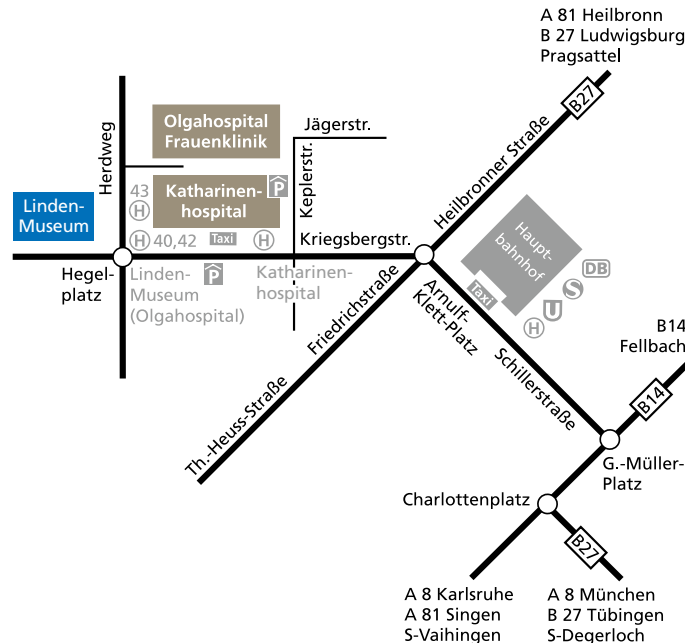 A 81 Heilbronn
B 27 Ludwigsburg
Pragsattel
B27
Heilbronner Straße
Olgahospital
Frauenklinik
Jägerstr.
Herdweg
Keplerstr.
Linden-
Museum
43
H
Katharinen-
hospital
P
H 40,42
Taxi
H
Kriegsbergstr.
Hegel-
platz
Linden-
Museum
(Olgahospital)
P
Katharinen-
hospital
Haupt-
bahnhof
Taxi
DB
S
U
H
Arnulf-
Klett-Platz
Friedrichstraße
Th.-Heuss-Straße
Schillerstraße
B14
Fellbach
B14
G.-Müller-
Platz
Charlottenplatz
B27
A 8 Karlsruhe
A 81 Singen
S-Vaihingen
A 8 München
B 27 Tübingen
S-Degerloch